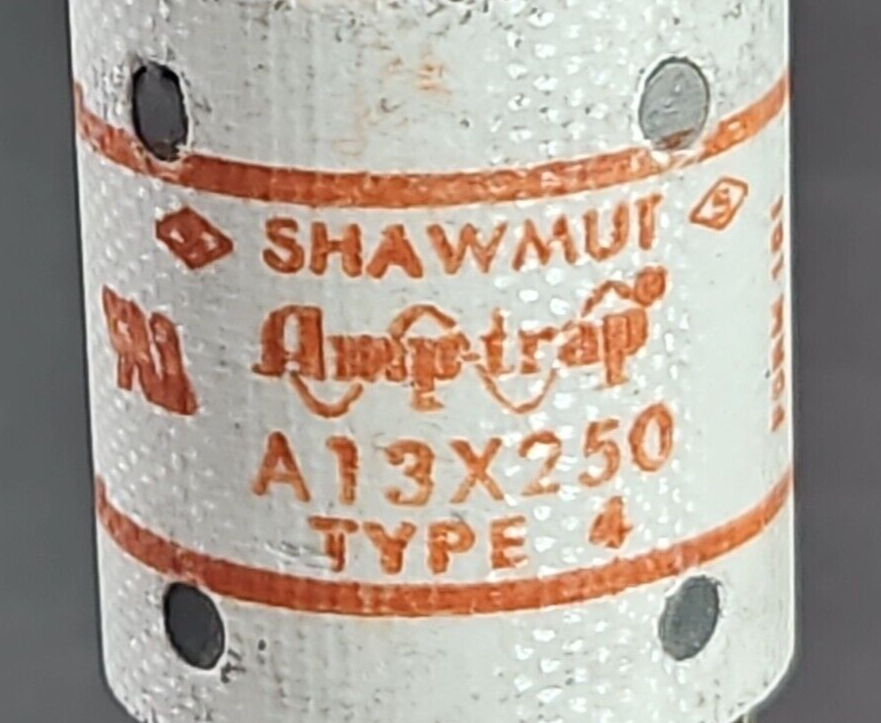 SHAWMUT
Amp-trap
A13X250
TYPE 4